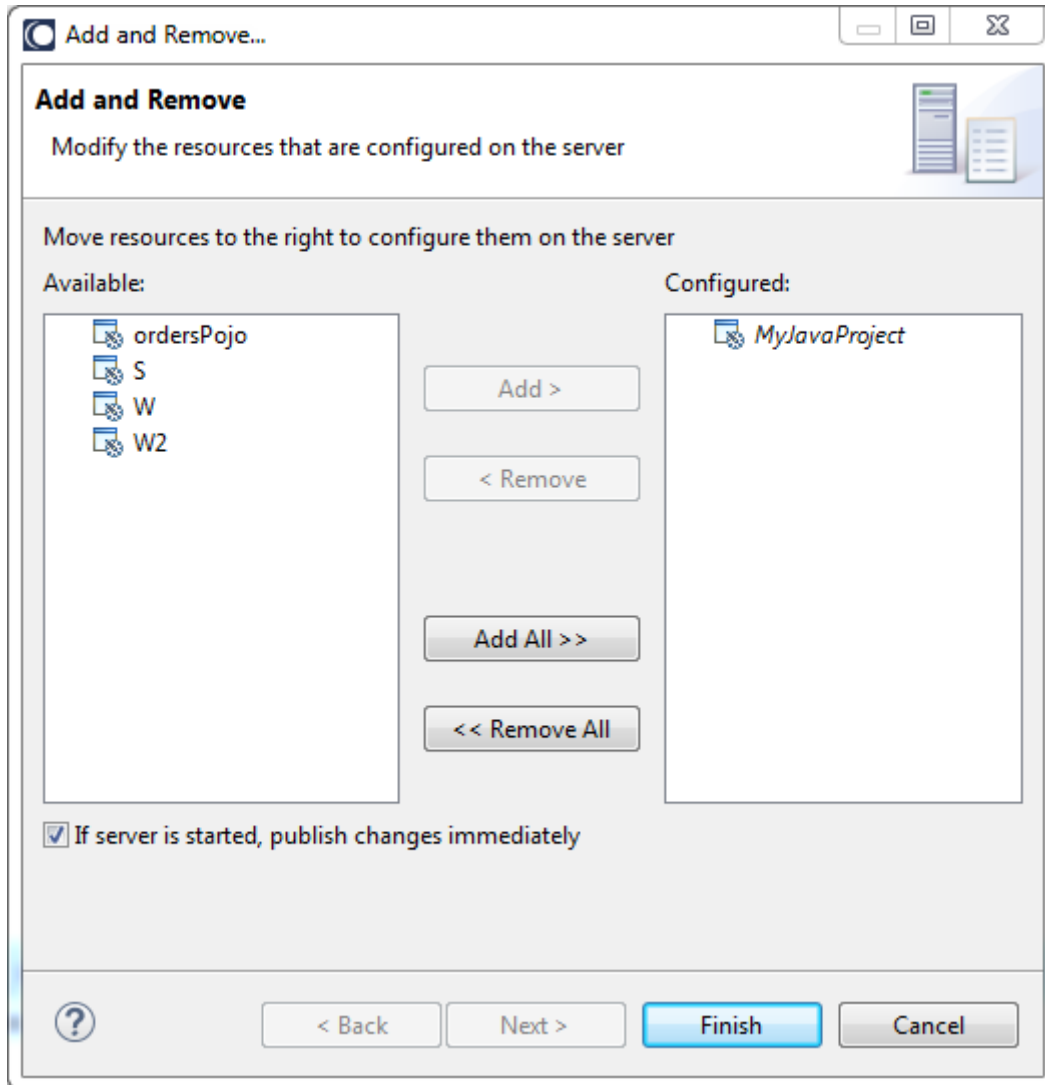 Add and Remove...
Add and Remove
Modify the resources that are configured on the server
Move resources to the right to configure them on the server
Available:
ordersPojo
S
W
W2
Add >
< Remove
Add All >>
<< Remove All
Configured:
MyJavaProject
If server is started, publish changes immediately
?
< Back
Next >
Finish
Cancel